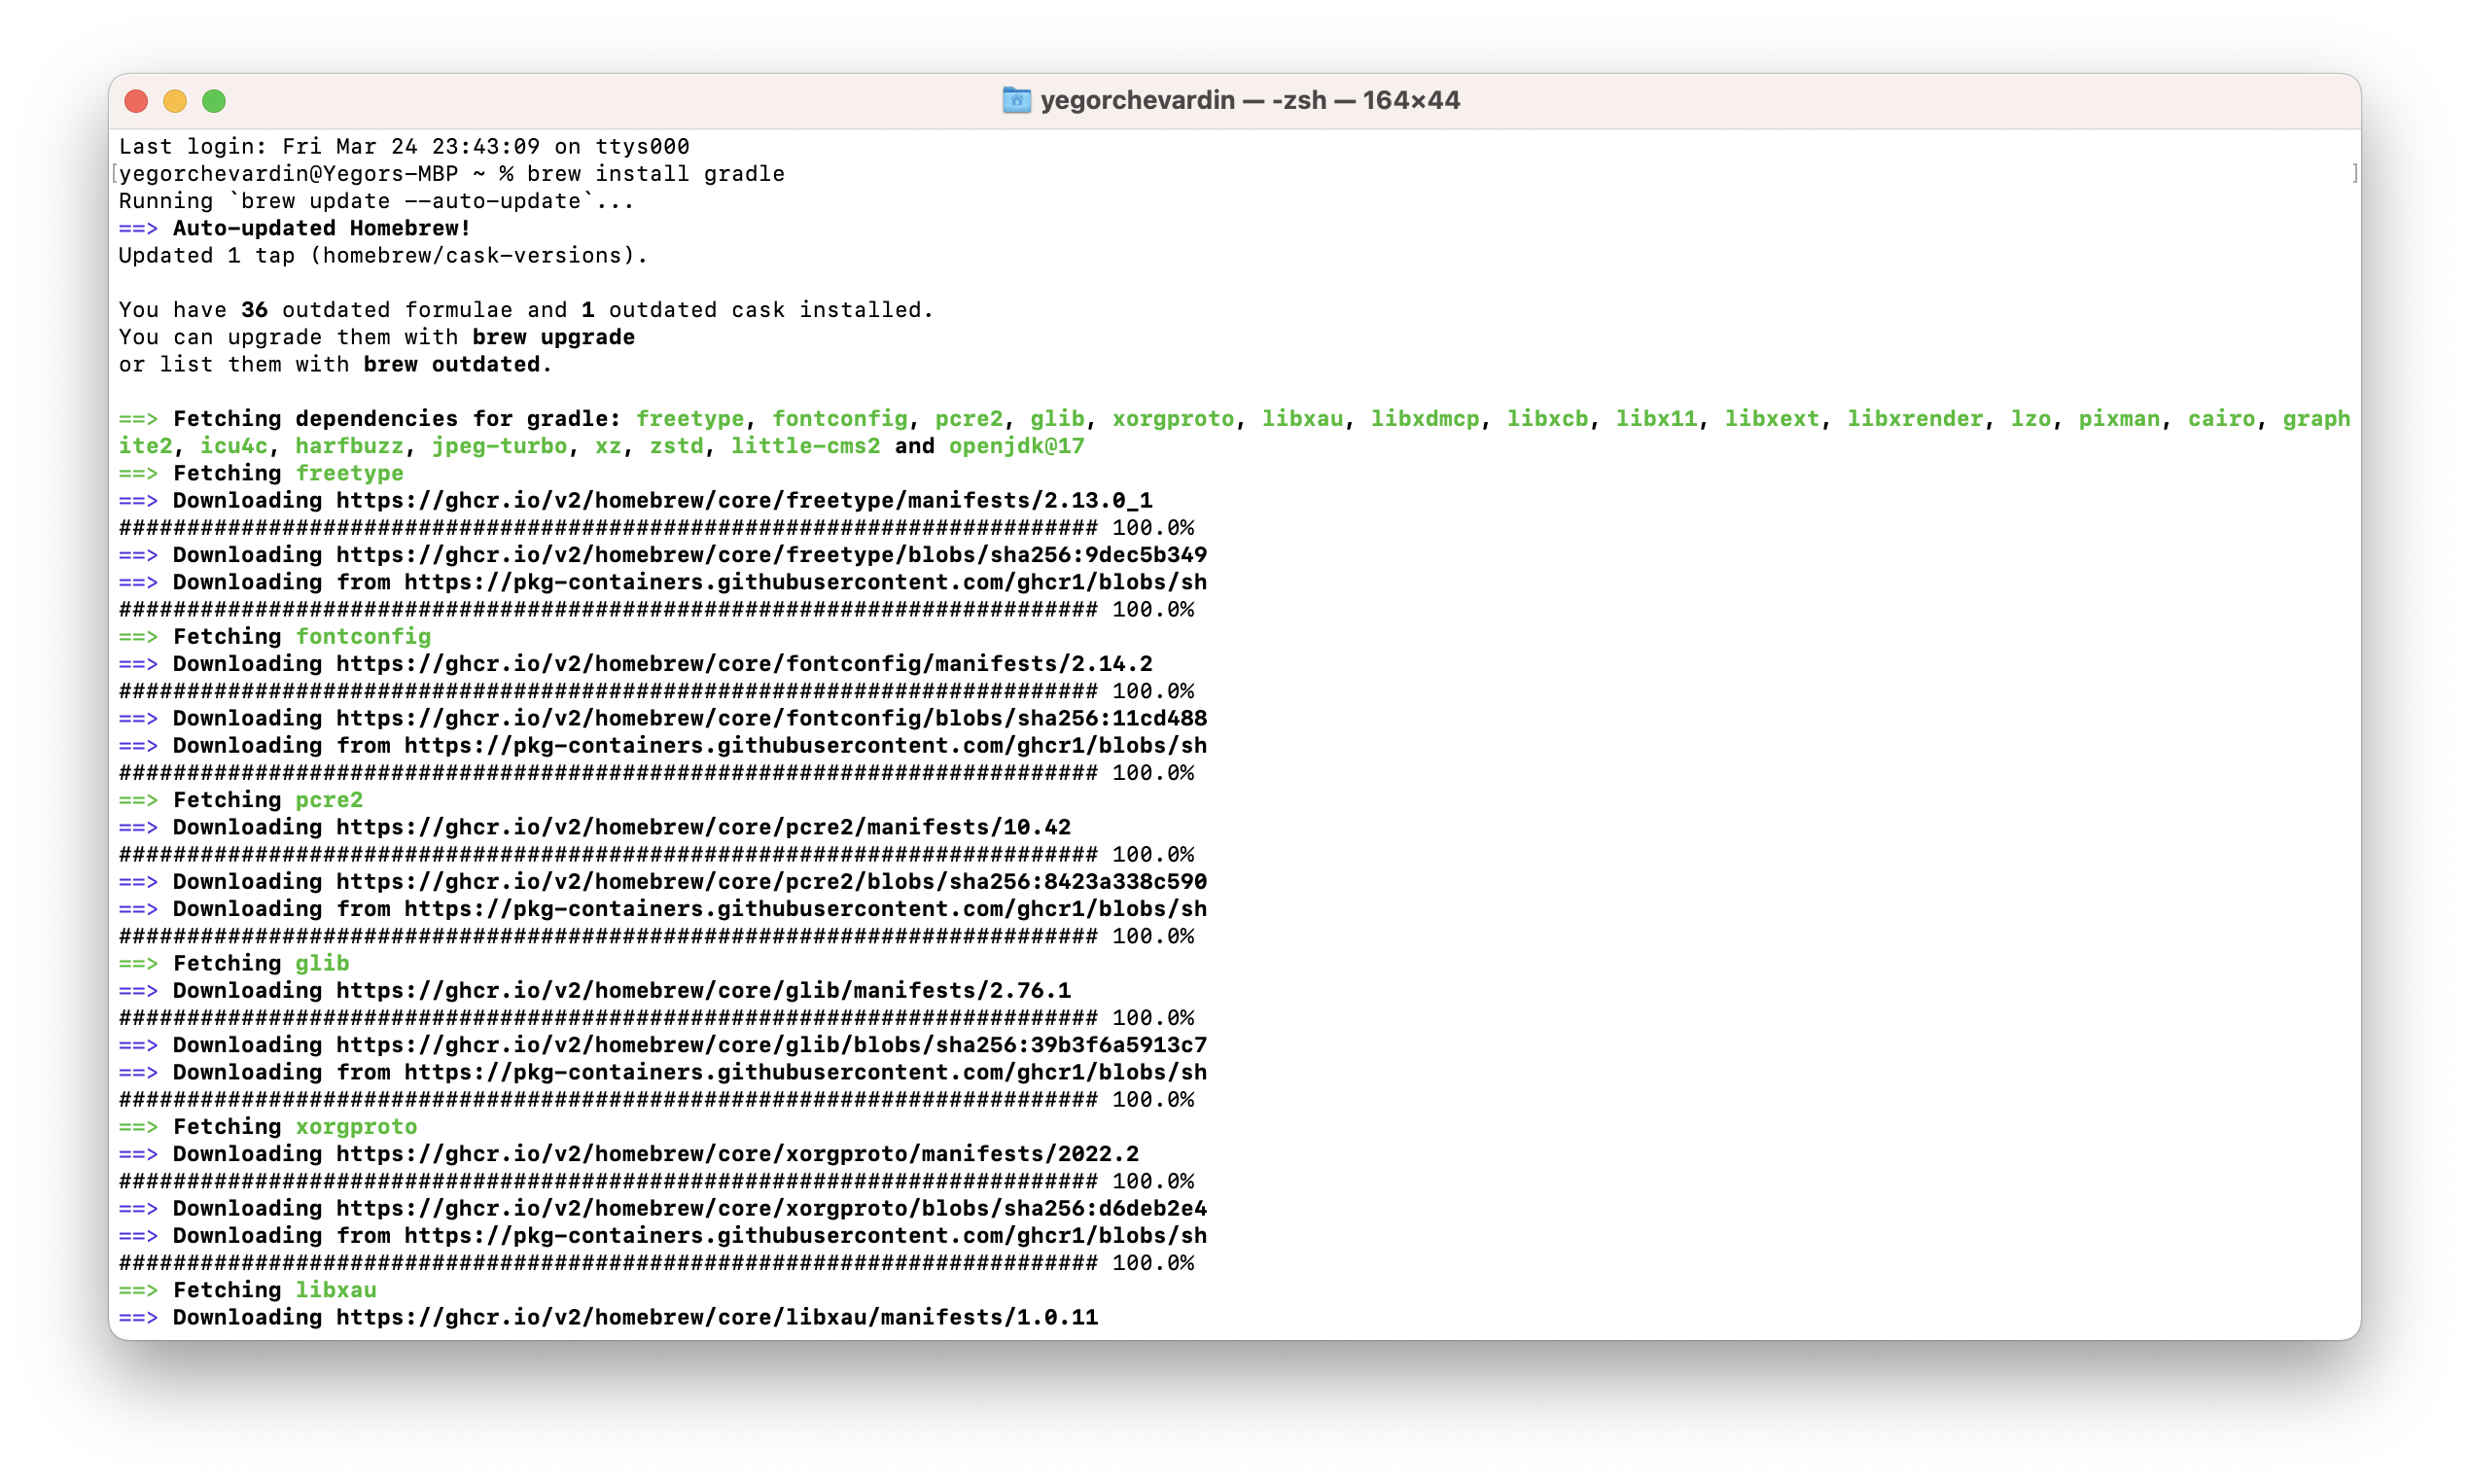 yegorchevardin — -zsh — 164×44
Last login: Fri Mar 24 23:43:09 on ttys000
[yegorchevardin@Yegors-MBP ~ % brew install gradle ]
Running `brew update --auto-update`...
==> Auto-updated Homebrew!
Updated 1 tap (homebrew/cask-versions).
You have 36 outdated formulae and 1 outdated cask installed.
You can upgrade them with brew upgrade
or list them with brew outdated.
==> Fetching dependencies for gradle: freetype, fontconfig, pcre2, glib, xorgproto, libxau, libxdmcp, libxcb, libx11, libxext, libxrender, lzo, pixman, cairo, graph
ite2, icu4c, harfbuzz, jpeg-turbo, xz, zstd, little-cms2 and openjdk@17
==> Fetching freetype
==> Downloading https://ghcr.io/v2/homebrew/core/freetype/manifests/2.13.0_1
######################################################################## 100.0%
==> Downloading https://ghcr.io/v2/homebrew/core/freetype/blobs/sha256:9dec5b349
==> Downloading from https://pkg-containers.githubusercontent.com/ghcr1/blobs/sh
######################################################################## 100.0%
==> Fetching fontconfig
==> Downloading https://ghcr.io/v2/homebrew/core/fontconfig/manifests/2.14.2
######################################################################## 100.0%
==> Downloading https://ghcr.io/v2/homebrew/core/fontconfig/blobs/sha256:11cd488
==> Downloading from https://pkg-containers.githubusercontent.com/ghcr1/blobs/sh
######################################################################## 100.0%
==> Fetching pcre2
==> Downloading https://ghcr.io/v2/homebrew/core/pcre2/manifests/10.42
######################################################################## 100.0%
==> Downloading https://ghcr.io/v2/homebrew/core/pcre2/blobs/sha256:8423a338c590
==> Downloading from https://pkg-containers.githubusercontent.com/ghcr1/blobs/sh
######################################################################## 100.0%
==> Fetching glib
==> Downloading https://ghcr.io/v2/homebrew/core/glib/manifests/2.76.1
######################################################################## 100.0%
==> Downloading https://ghcr.io/v2/homebrew/core/glib/blobs/sha256:39b3f6a5913c7
==> Downloading from https://pkg-containers.githubusercontent.com/ghcr1/blobs/sh
######################################################################## 100.0%
==> Fetching xorgproto
==> Downloading https://ghcr.io/v2/homebrew/core/xorgproto/manifests/2022.2
######################################################################## 100.0%
==> Downloading https://ghcr.io/v2/homebrew/core/xorgproto/blobs/sha256:d6deb2e4
==> Downloading from https://pkg-containers.githubusercontent.com/ghcr1/blobs/sh
######################################################################## 100.0%
==> Fetching libxau
==> Downloading https://ghcr.io/v2/homebrew/core/libxau/manifests/1.0.11